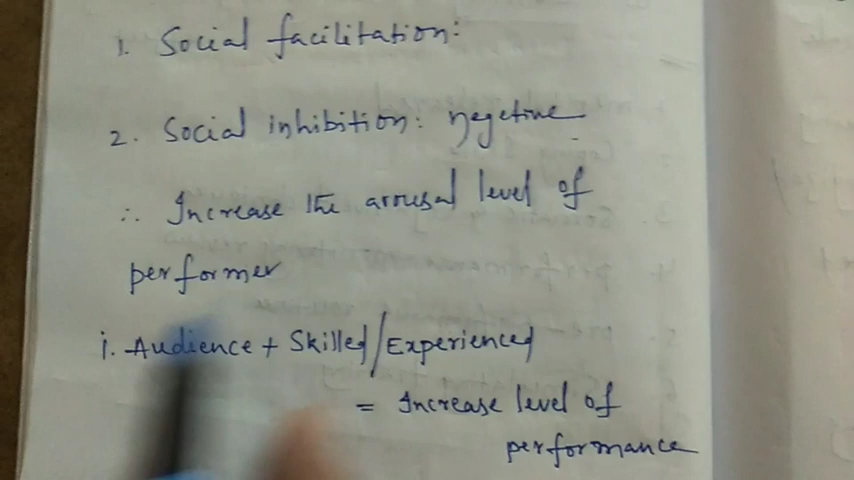 1. Social facilitation:
2. Social inhibition: negetive
∴ Increase the arousal level of
performer
i. Audience + Skilled/Experienced
= Increase level of
performance